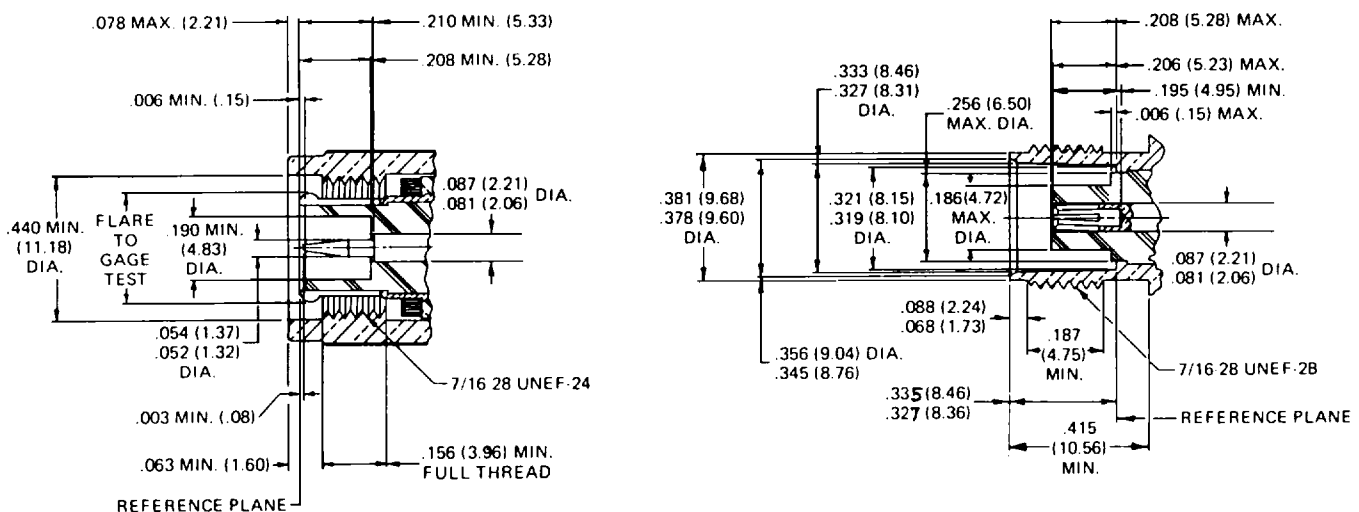 .078 MAX. (2.21)
.210 MIN. (5.33)
.208 MIN. (5.28)
.006 MIN. (.15)
.087 (2.21)
.081 (2.06)
DIA.
.440 MIN.
(11.18)
DIA.
FLARE
TO
GAGE
TEST
.190 MIN.
(4.83)
DIA.
.054 (1.37)
.052 (1.32)
DIA.
7/16-28 UNEF-24
.003 MIN. (.08)
.063 MIN. (1.60)
.156 (3.96) MIN.
FULL THREAD
REFERENCE PLANE
.208 (5.28) MAX.
.206 (5.23) MAX.
.195 (4.95) MIN.
.006 (.15) MAX.
.333 (8.46)
.327 (8.31)
DIA.
.256 (6.50)
MAX. DIA.
.381 (9.68)
.378 (9.60)
DIA.
.321 (8.15)
.319 (8.10)
DIA.
.186(4.72)
MAX.
DIA.
.087 (2.21)
.081 (2.06)
DIA.
.088 (2.24)
.068 (1.73)
.187
(4.75)
MIN.
.356 (9.04) DIA.
.345 (8.76)
7/16-28 UNEF-2B
.335(8.46)
.327 (8.36)
REFERENCE PLANE
.415
(10.56)
MIN.